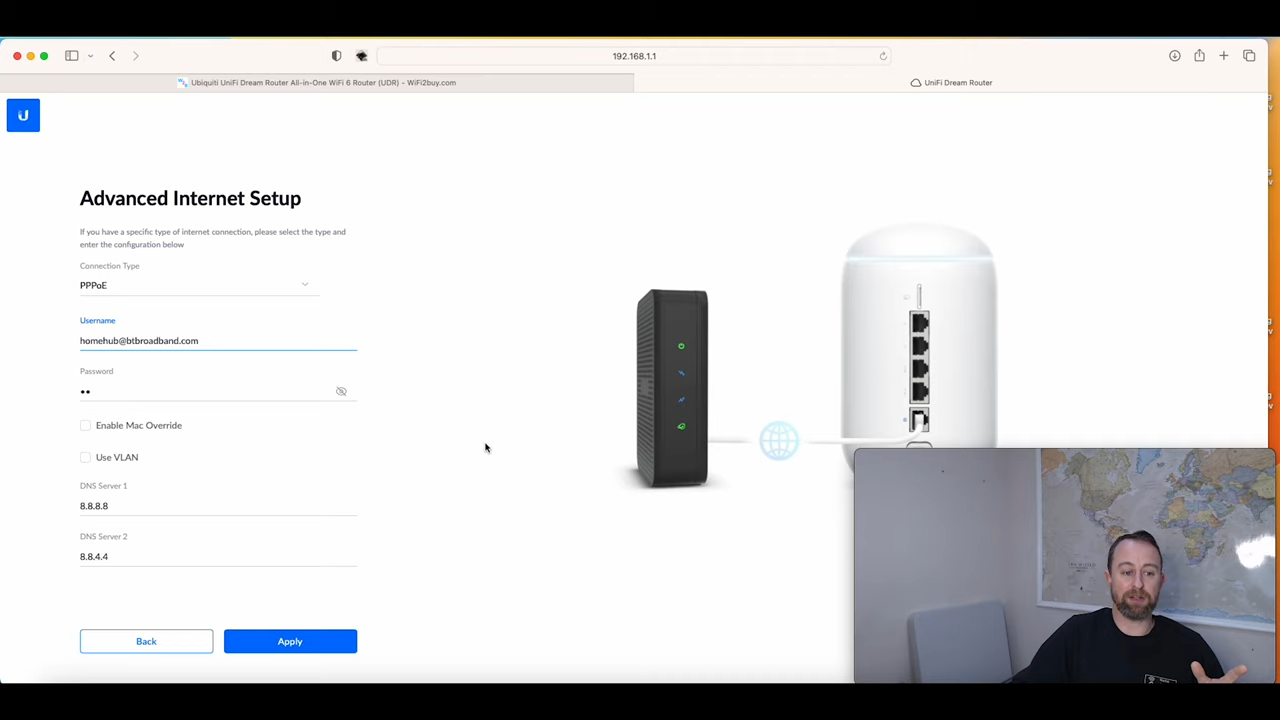 192.168.1.1
Ubiquiti UniFi Dream Router All-in-One WiFi 6 Router (UDR) - WiFi2buy.com
UniFi Dream Router
Advanced Internet Setup
If you have a specific type of internet connection, please select the type and
enter the configuration below
Connection Type
PPPoE
Username
homehub@btbroadband.com
Password
••
Enable Mac Override
Use VLAN
DNS Server 1
8.8.8.8
DNS Server 2
8.8.4.4
Back
Apply